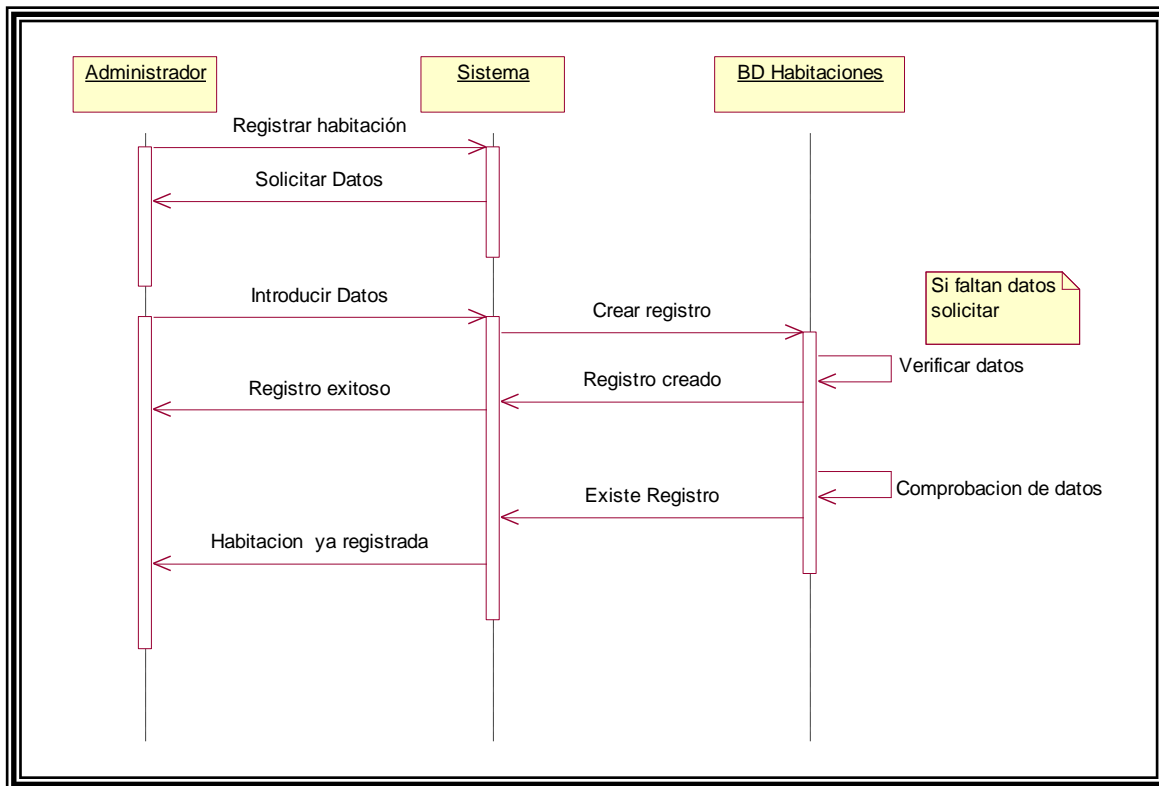 Administrador
Sistema
BD Habitaciones
Registrar habitación
Solicitar Datos
Introducir Datos
Si faltan datos
solicitar
Crear registro
Verificar datos
Registro creado
Registro exitoso
Comprobacion de datos
Existe Registro
Habitacion ya registrada